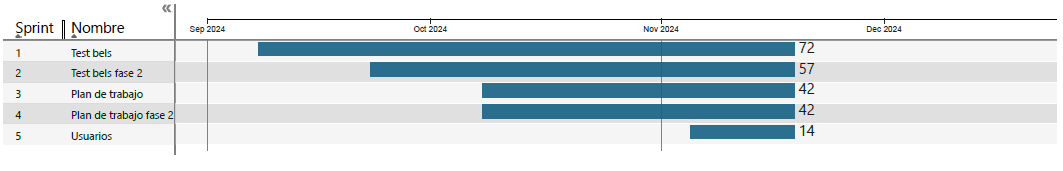 «
Sprint Nombre Sep 2024 Oct 2024 Nov 2024 Dec 2024
1 Test bels 72
2 Test bels fase 2 57
3 Plan de trabajo 42
4 Plan de trabajo fase 2 42
5 Usuarios 14